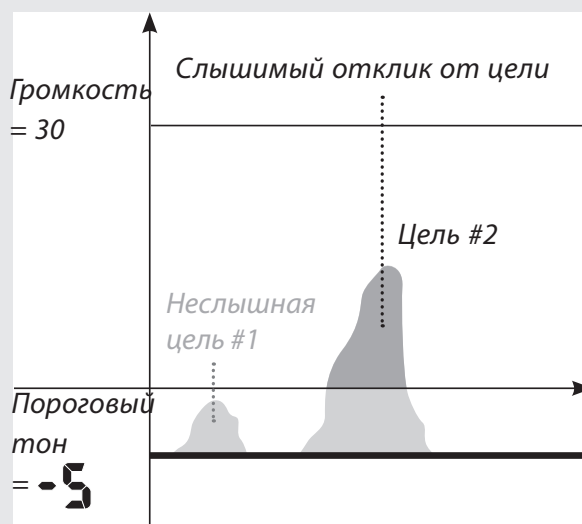 Слышимый отклик от цели
Громкость
= 30
Цель #2
Неслышная
цель #1
Пороговый
тон
= -5